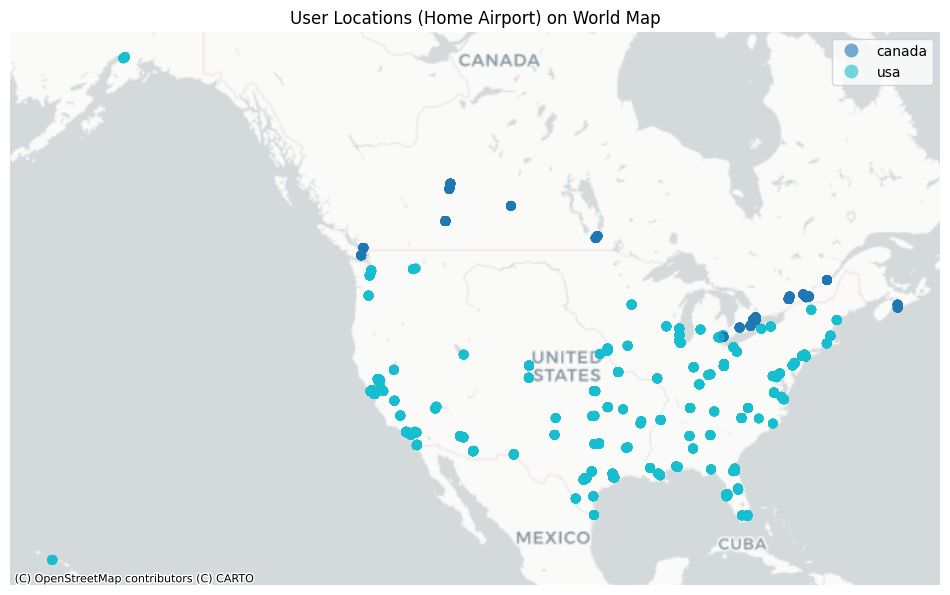 User Locations (Home Airport) on World Map
canada
usa
CANADA
UNITED
STATES
MEXICO
CUBA
(C) OpenStreetMap contributors (C) CARTO